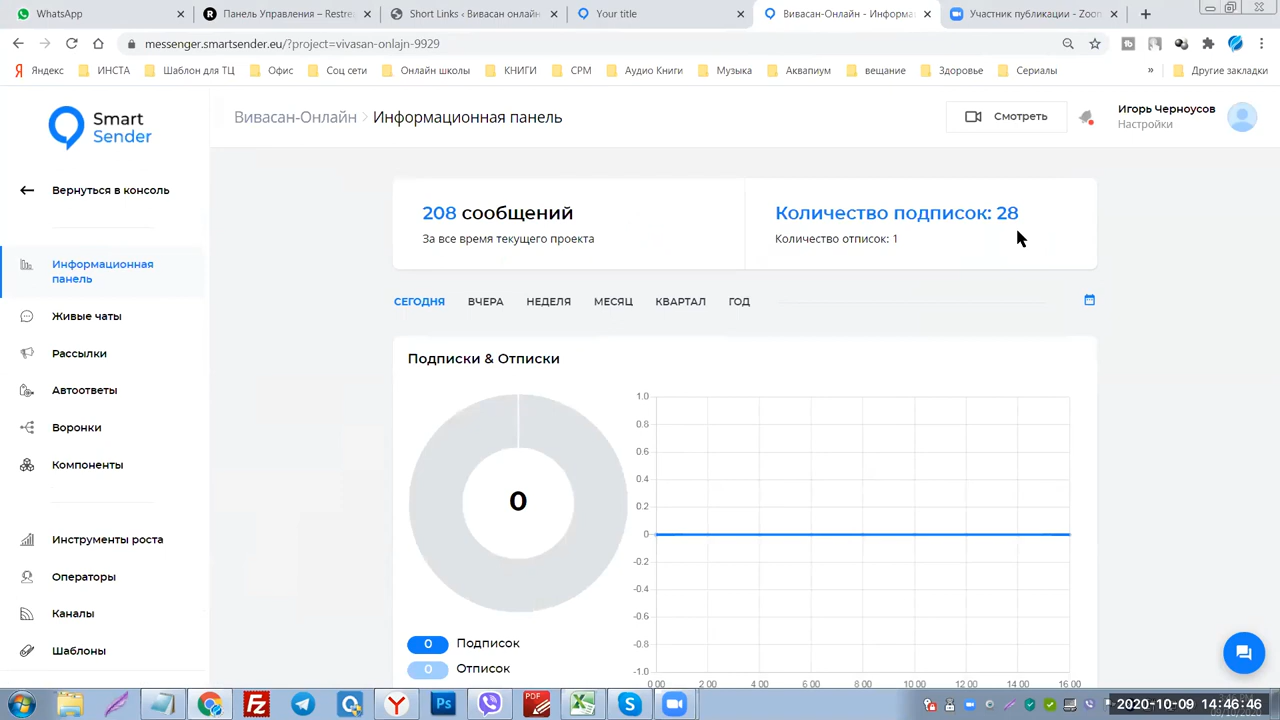 WhatsApp
Панель Управления – Restre
Short Links ‹ Вивасан онлайн
Your title
Вивасан-Онлайн - Информа
Участник публикации - Zoon
messenger.smartsender.eu/?project=vivasan-onlajn-9929
Яндекс
ИНСТА
Шаблон для ТЦ
Офис
Соц сети
Онлайн школы
КНИГИ
СРМ
Аудио Книги
Музыка
Аквапиум
вещание
Здоровье
Сериалы
»
Другие закладки
Smart
Sender
Вивасан-Онлайн > Информационная панель
Смотреть
Игорь Черноусов
Настройки
Вернуться в консоль
Информационная
панель
Живые чаты
Рассылки
Автоответы
Воронки
Компоненты
Инструменты роста
Операторы
Каналы
Шаблоны
208 сообщений
За все время текущего проекта
Количество подписок: 28
Количество отписок: 1
СЕГОДНЯ ВЧЕРА НЕДЕЛЯ МЕСЯЦ КВАРТАЛ ГОД
Подписки & Отписки
0
1.0
0.8
0.6
0.4
0.2
0
-0.2
-0.4
-0.6
-0.8
-1.0
0:00 2:00 4:00 6:00 8:00 10:00 12:00 14:00 16:00
0 Подписок
0 Отписок
2020-10-09 14:46:46